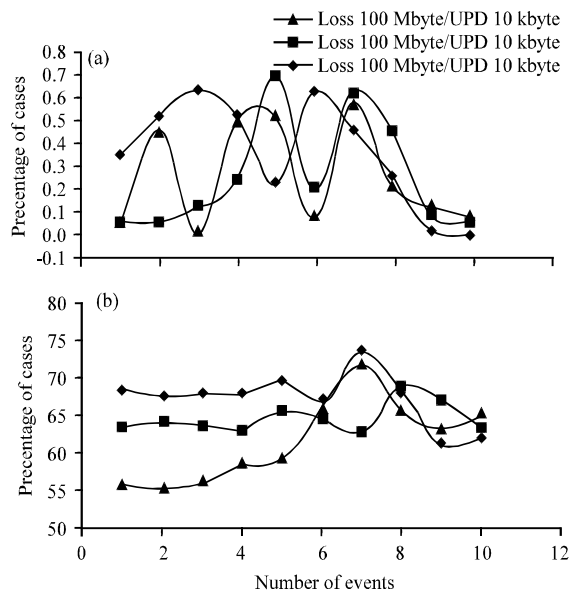 Loss 100 Mbyte/UPD 10 kbyte
Loss 100 Mbyte/UPD 10 kbyte
Loss 100 Mbyte/UPD 10 kbyte
(a)
Precentage of cases
0.8
0.7
0.6
0.5
0.4
0.3
0.2
0.1
0.0
-0.1
(b)
Precentage of cases
80
75
70
65
60
55
50
0 2 4 6 8 10 12
Number of events